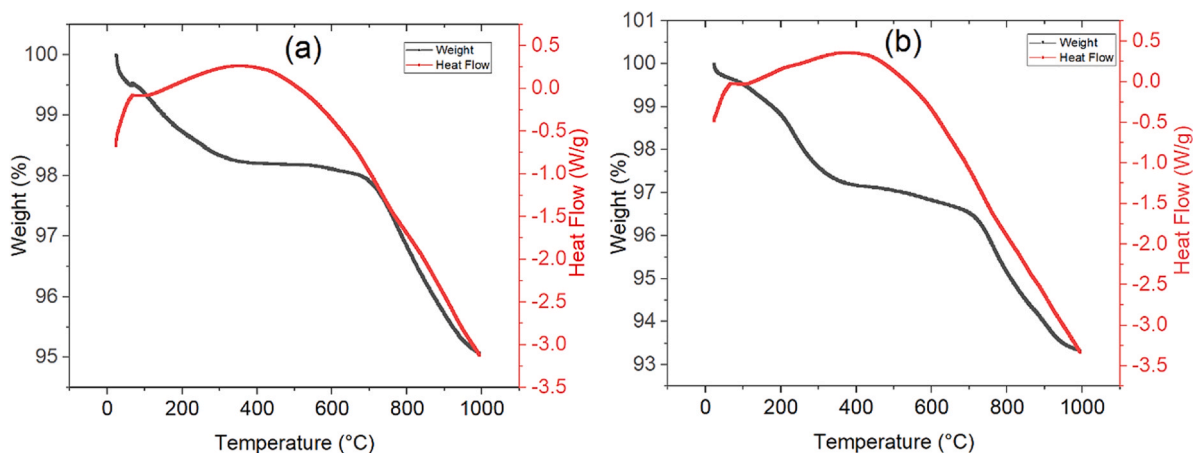 (a)
Weight
Heat Flow
100
99
98
97
96
95
Weight (%)
0.5
0.0
-0.5
-1.0
-1.5
-2.0
-2.5
-3.0
-3.5
Heat Flow (W/g)
0 200 400 600 800 1000
Temperature (°C)
(b)
Weight
Heat Flow
101
100
99
98
97
96
95
94
93
Weight (%)
0.5
0.0
-0.5
-1.0
-1.5
-2.0
-2.5
-3.0
-3.5
Heat Flow (W/g)
0 200 400 600 800 1000
Temperature (°C)